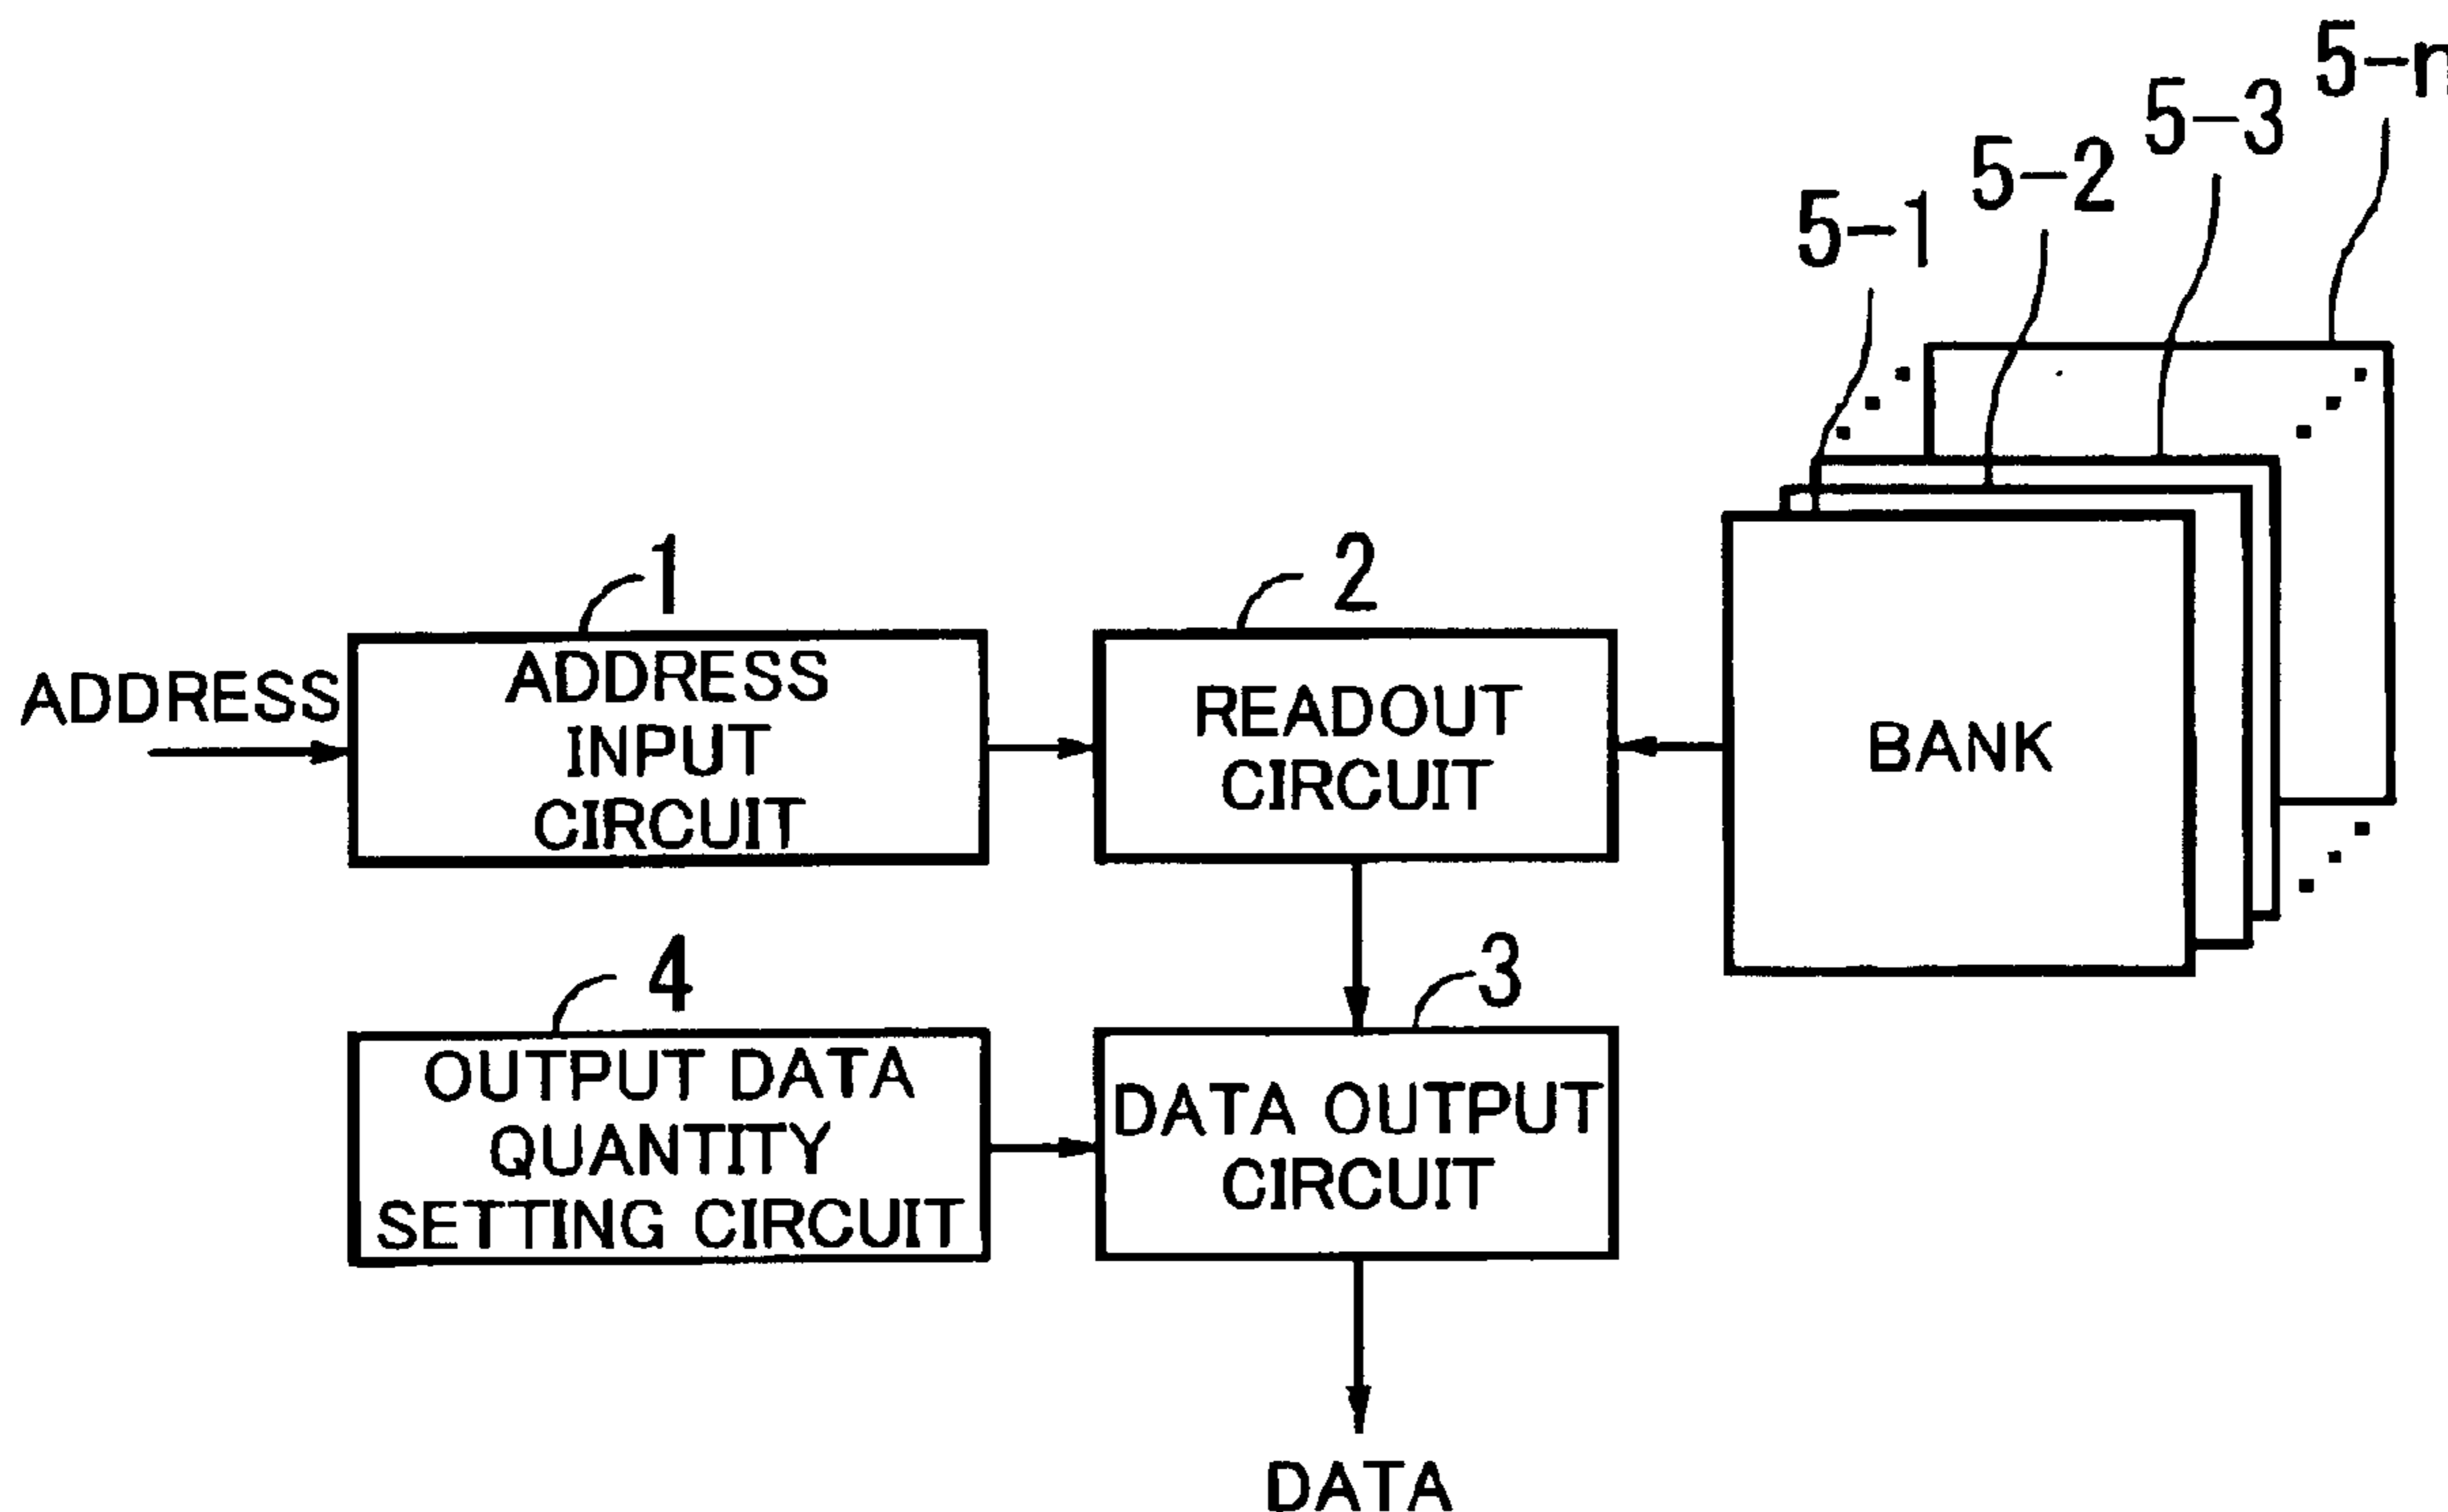 5-n
5-3
5-2
5-1
1
2
ADDRESS
ADDRESS
INPUT
CIRCUIT
READOUT
CIRCUIT
BANK
4
3
OUTPUT DATA
QUANTITY
SETTING CIRCUIT
DATA OUTPUT
CIRCUIT
DATA